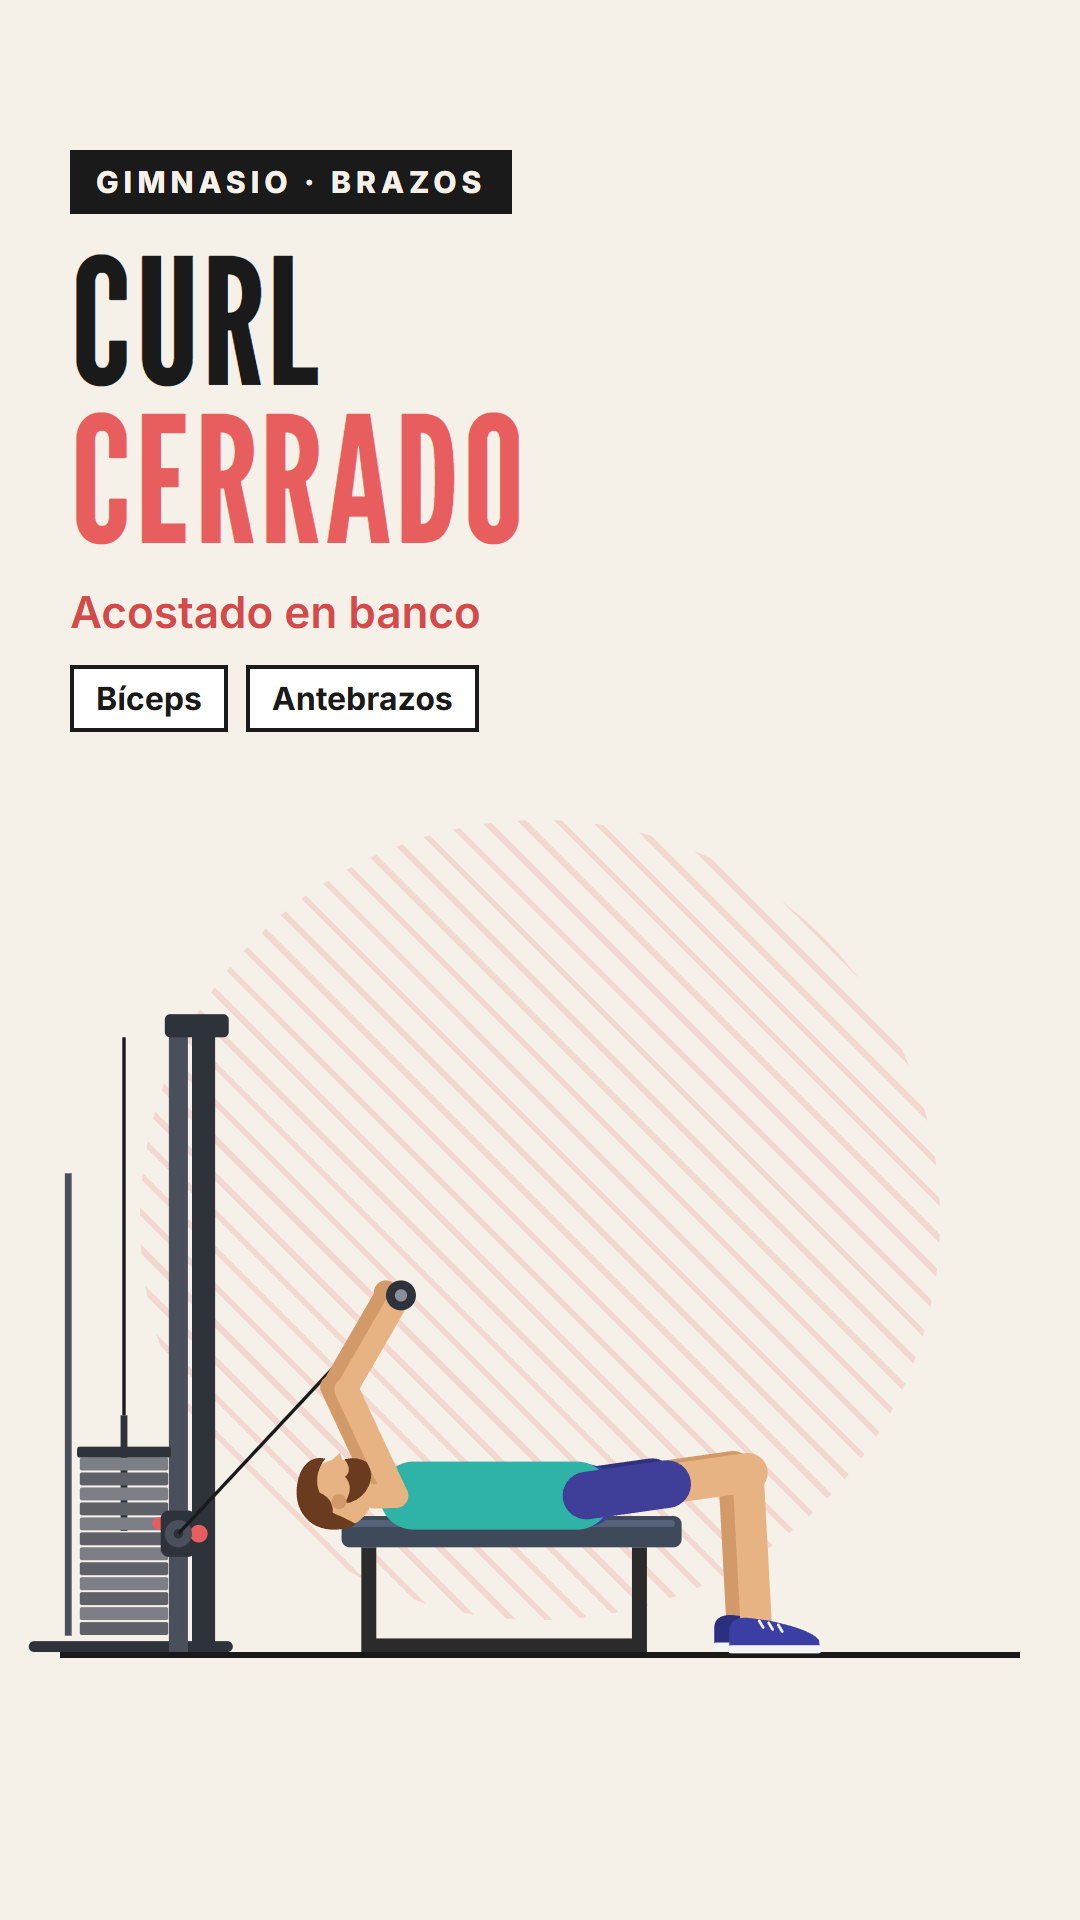 GIMNASIO · BRAZOS
CURL
CERRADO
Acostado en banco
Bíceps
Antebrazos